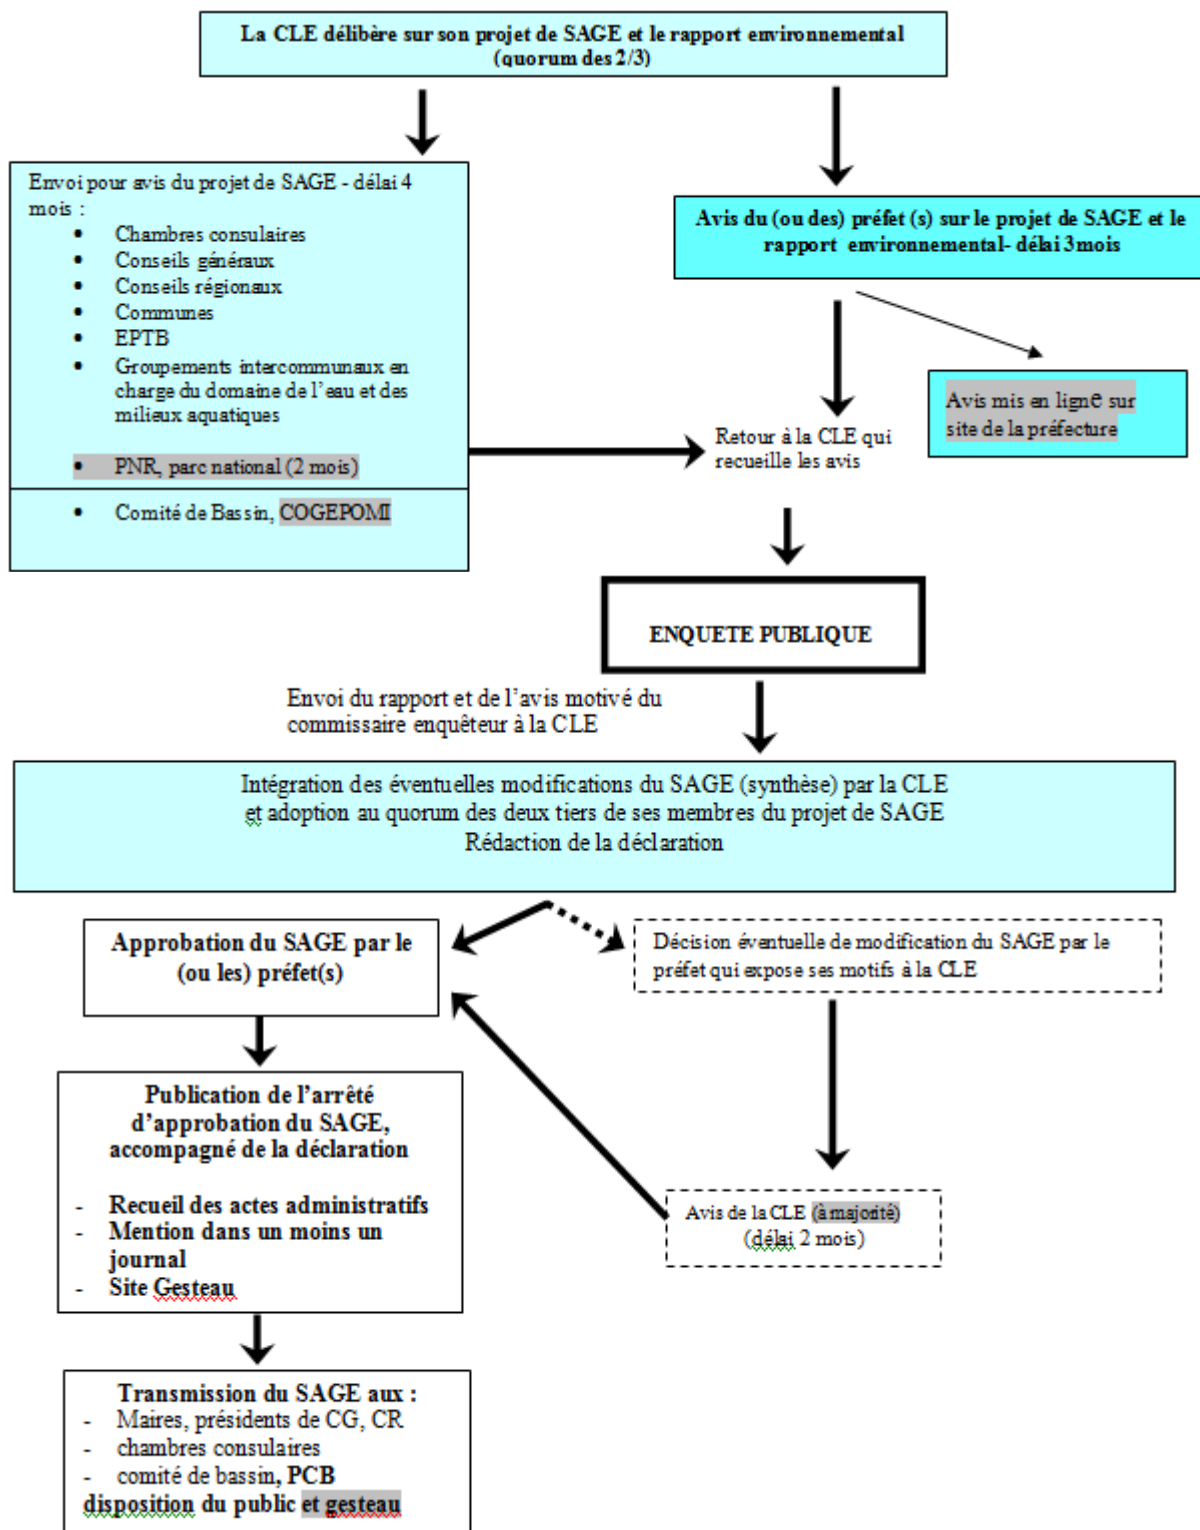 La CLE délibère sur son projet de SAGE et le rapport environnemental
(quorum des 2/3)
Envoi pour avis du projet de SAGE - délai 4
mois :
• Chambres consulaires
• Conseils généraux
• Conseils régionaux
• Communes
• EPTB
• Groupements intercommunaux en
charge du domaine de l'eau et des
milieux aquatiques
• PNR, parc national (2 mois)
• Comité de Bassin, COGEPOMI
Avis du (ou des) préfet (s) sur le projet de SAGE et le
rapport environnemental- délai 3mois
Avis mis en ligne sur
site de la préfecture
Retour à la CLE qui
recueille les avis
ENQUETE PUBLIQUE
Envoi du rapport et de l'avis motivé du
commissaire enquêteur à la CLE
Intégration des éventuelles modifications du SAGE (synthèse) par la CLE
et adoption au quorum des deux tiers de ses membres du projet de SAGE
Rédaction de la déclaration
Approbation du SAGE par le
(ou les) préfet(s)
Décision éventuelle de modification du SAGE par le
préfet qui expose ses motifs à la CLE
Publication de l'arrêté
d'approbation du SAGE,
accompagné de la déclaration
- Recueil des actes administratifs
- Mention dans un moins un
journal
- Site Gesteau
Avis de la CLE (à majorité)
(délai 2 mois)
Transmission du SAGE aux :
- Maires, présidents de CG, CR
- chambres consulaires
- comité de bassin, PCB
disposition du public et gesteau